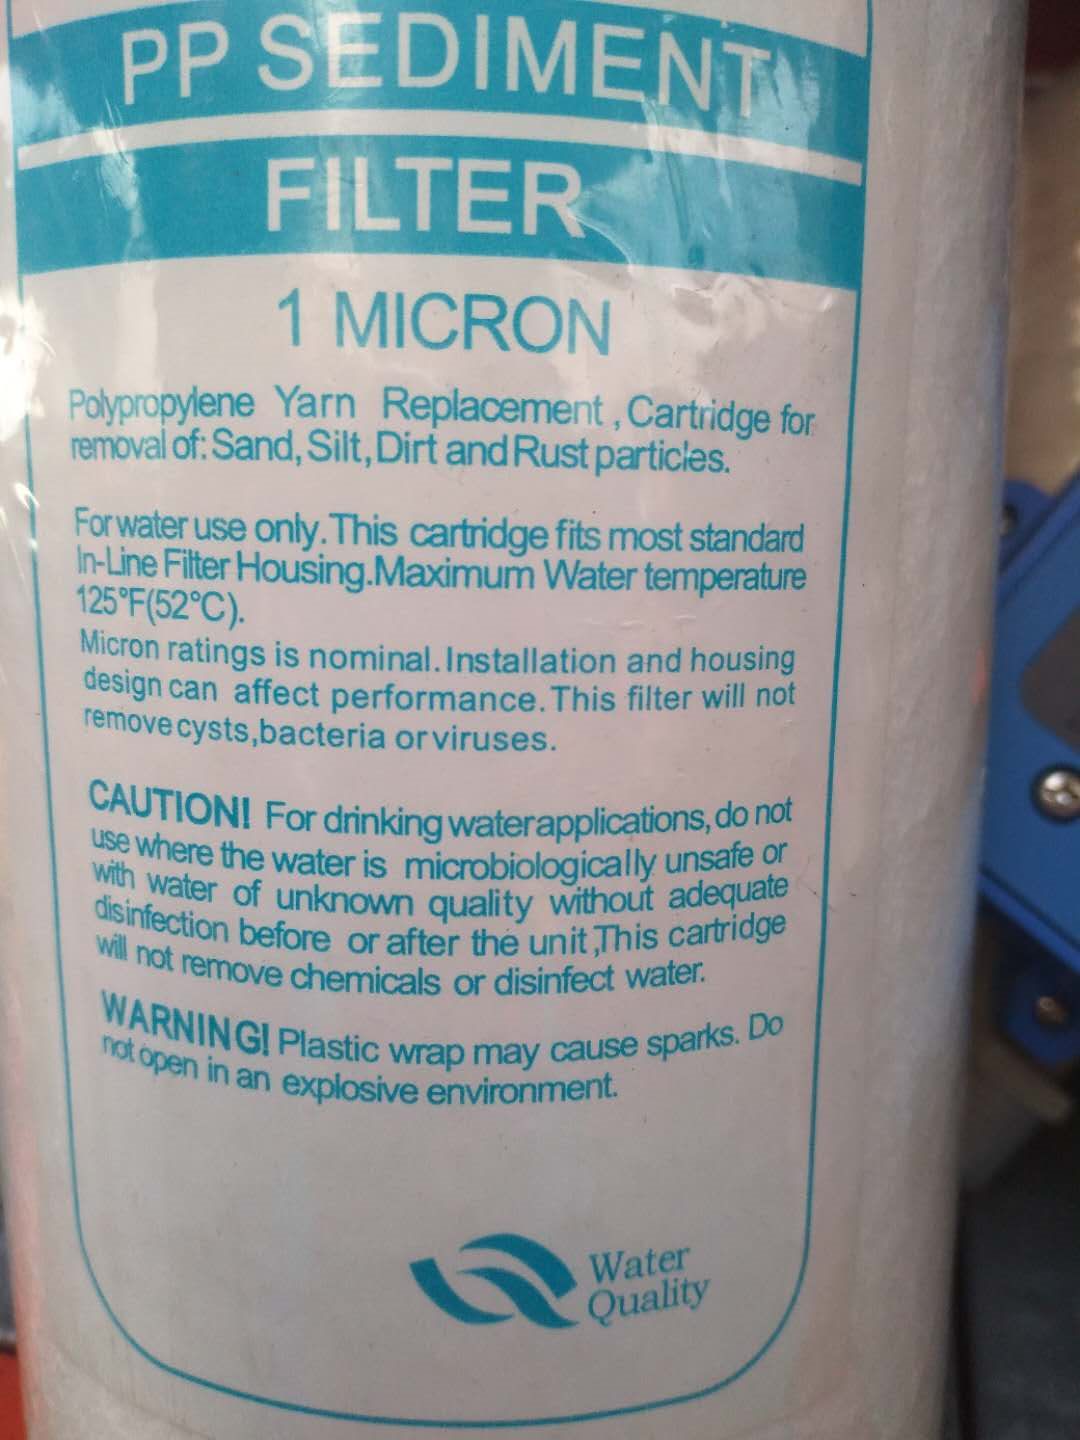 PP SEDIMENT
FILTER
1 MICRON
Polypropylene Yarn Replacement , Cartridge for
removal of: Sand, Silt, Dirt and Rust particles.
For water use only. This cartridge fits most standard
In-Line Filter Housing.Maximum Water temperature
125°F(52°C).
Micron ratings is nominal. Installation and housing
design can affect performance. This filter will not
remove cysts,bacteria or viruses.
CAUTION! For drinking water applications, do not
use where the water is microbiologically unsafe or
with water of unknown quality without adequate
disinfection before or after the unit,This cartridge
will not remove chemicals or disinfect water.
WARNING! Plastic wrap may cause sparks. Do
not open in an explosive environment.
Water
Quality